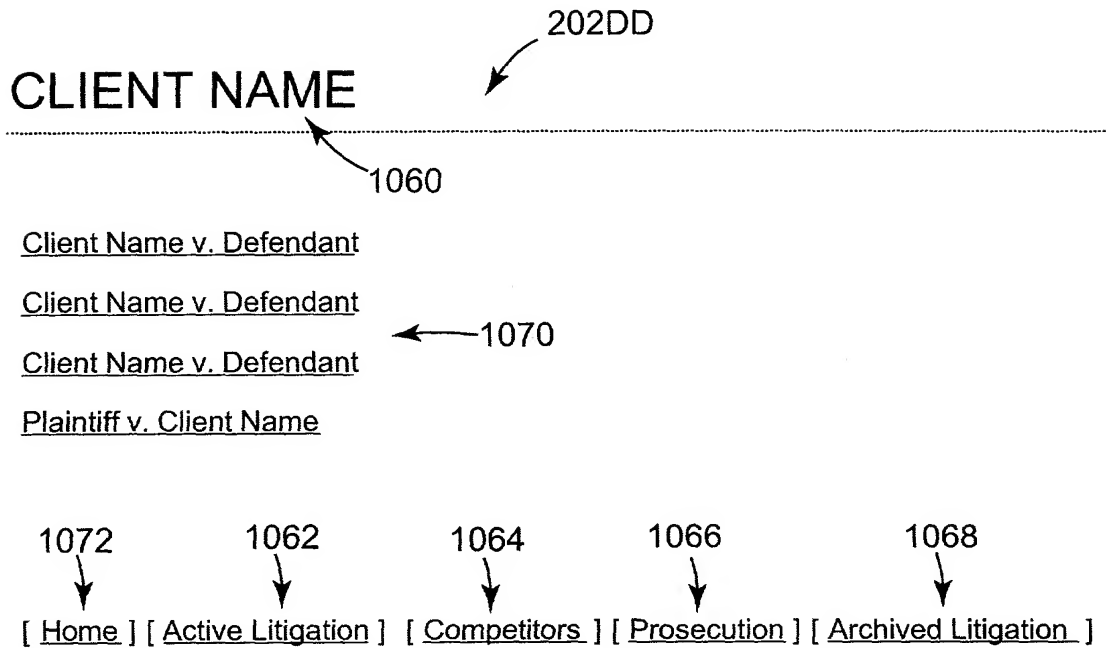 202DD
CLIENT NAME
1060
Client Name v. Defendant
Client Name v. Defendant
1070
Client Name v. Defendant
Plaintiff v. Client Name
1072 1062 1064 1066 1068
[ Home ] [ Active Litigation ] [ Competitors ] [ Prosecution ] [ Archived Litigation ]